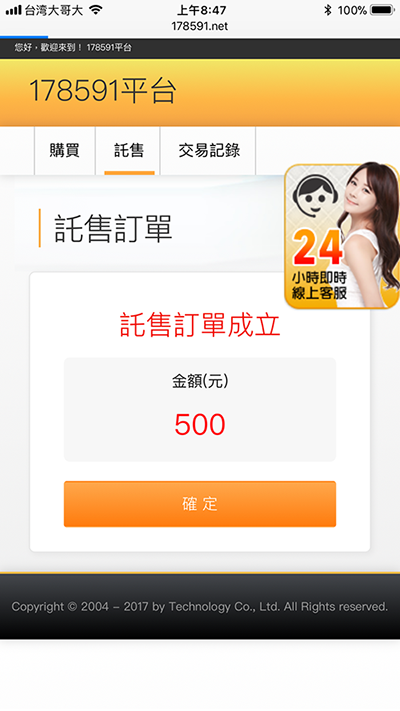 台湾大哥大
上午8:47
100%
178591.net
您好，歡迎來到！ 178591平台
178591平台
購買
託售
交易記錄
24
小時即時
線上客服
託售訂單
託售訂單成立
金額(元)
500
確定
Copyright © 2004 - 2017 by Technology Co., Ltd. All Rights reserved.